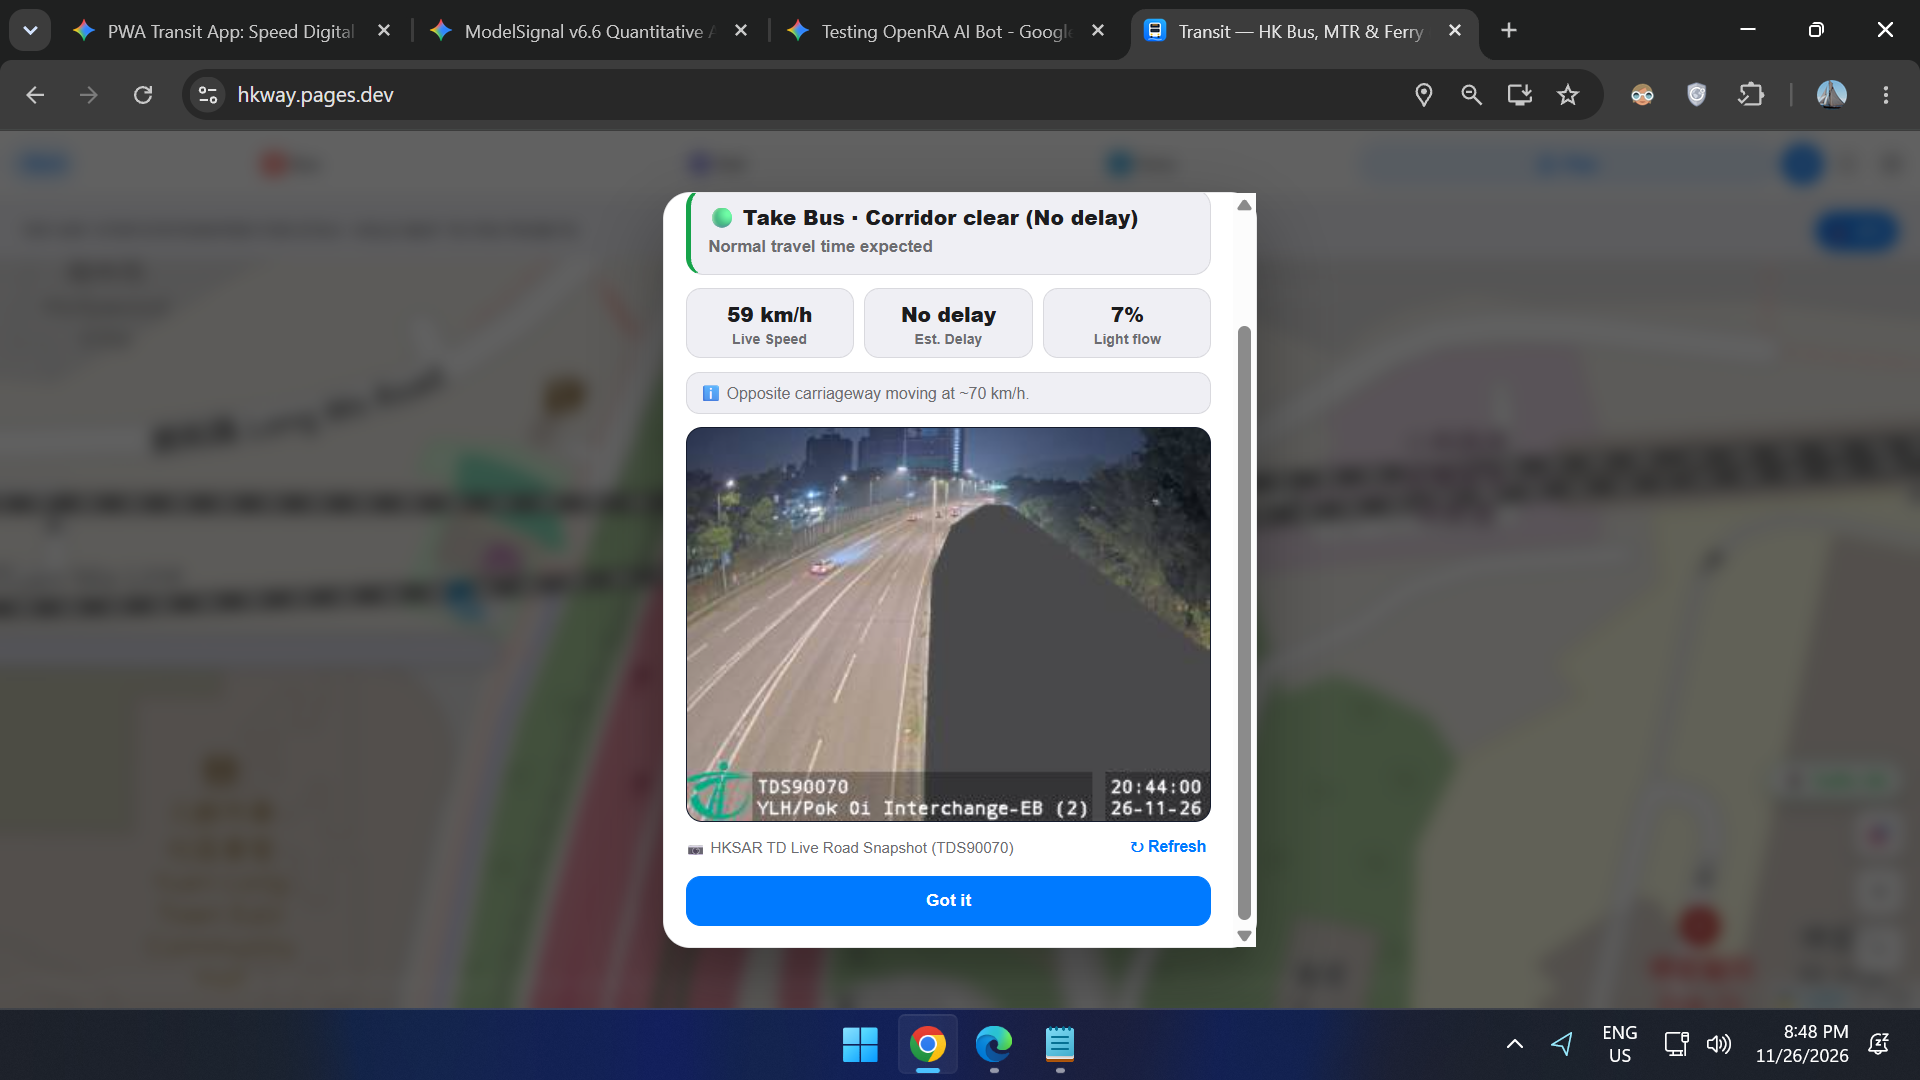 PWA Transit App: Speed Digital
ModelSignal v6.6 Quantitative
Testing OpenRA AI Bot - Googl
Transit — HK Bus, MTR & Ferry
hkway.pages.dev
Take Bus · Corridor clear (No delay)
Normal travel time expected
59 km/h
Live Speed
No delay
Est. Delay
7%
Light flow
Opposite carriageway moving at ~70 km/h.
TDS90070
YLH/Pok Oi Interchange-EB (2)
20:44:00
26-11-26
HKSAR TD Live Road Snapshot (TDS90070)
↻ Refresh
Got it
ENG
US
8:48 PM
11/26/2026